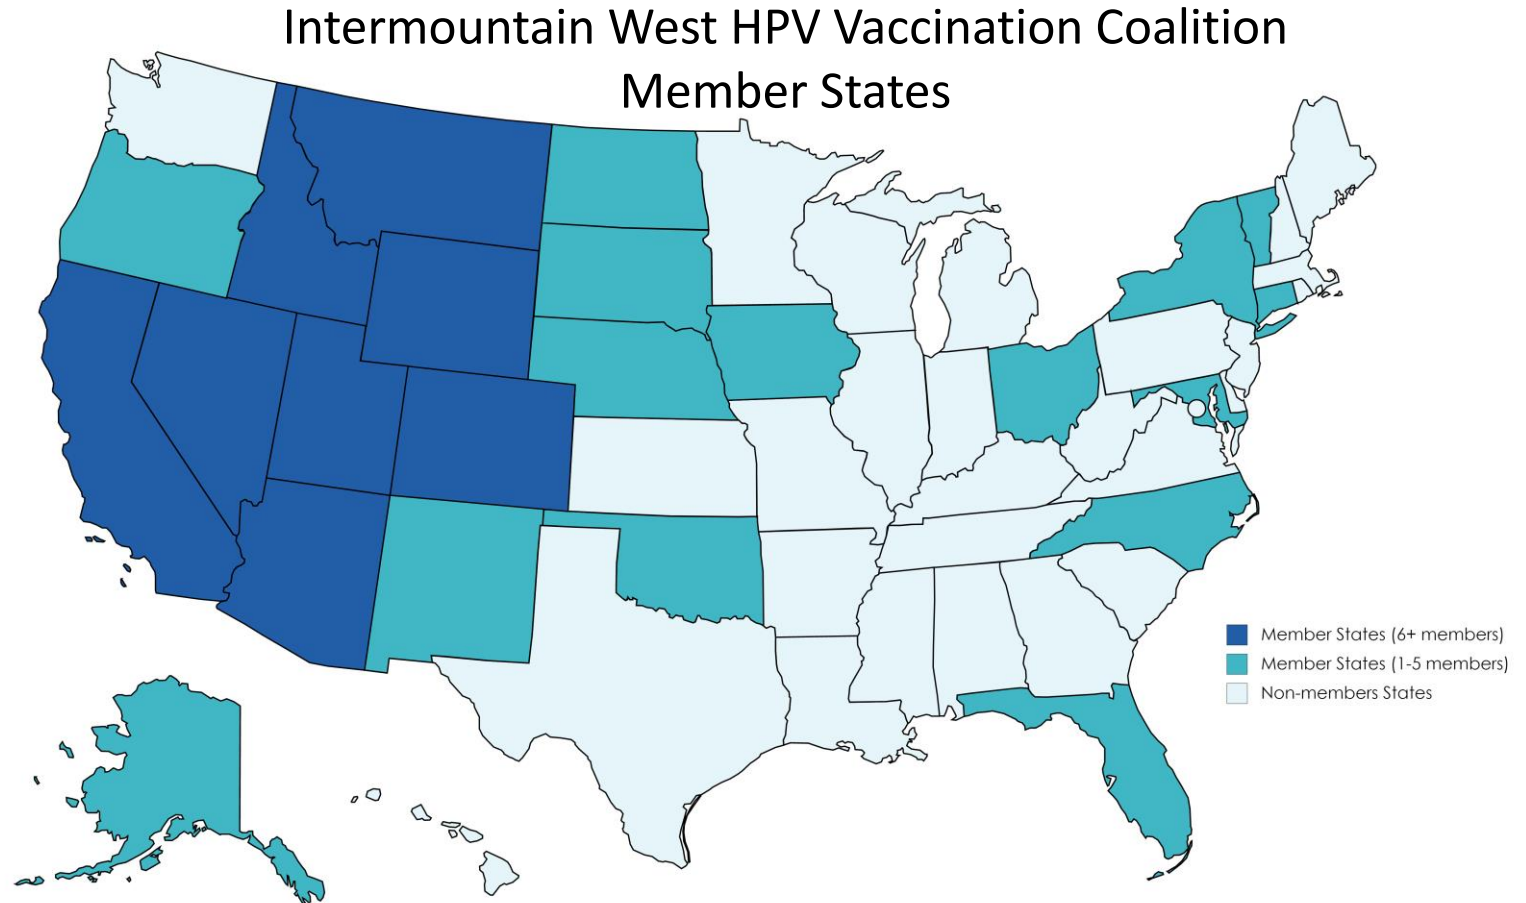 Intermountain West HPV Vaccination Coalition
Member States
Member States (6+ members)
Member States (1-5 members)
Non-members States